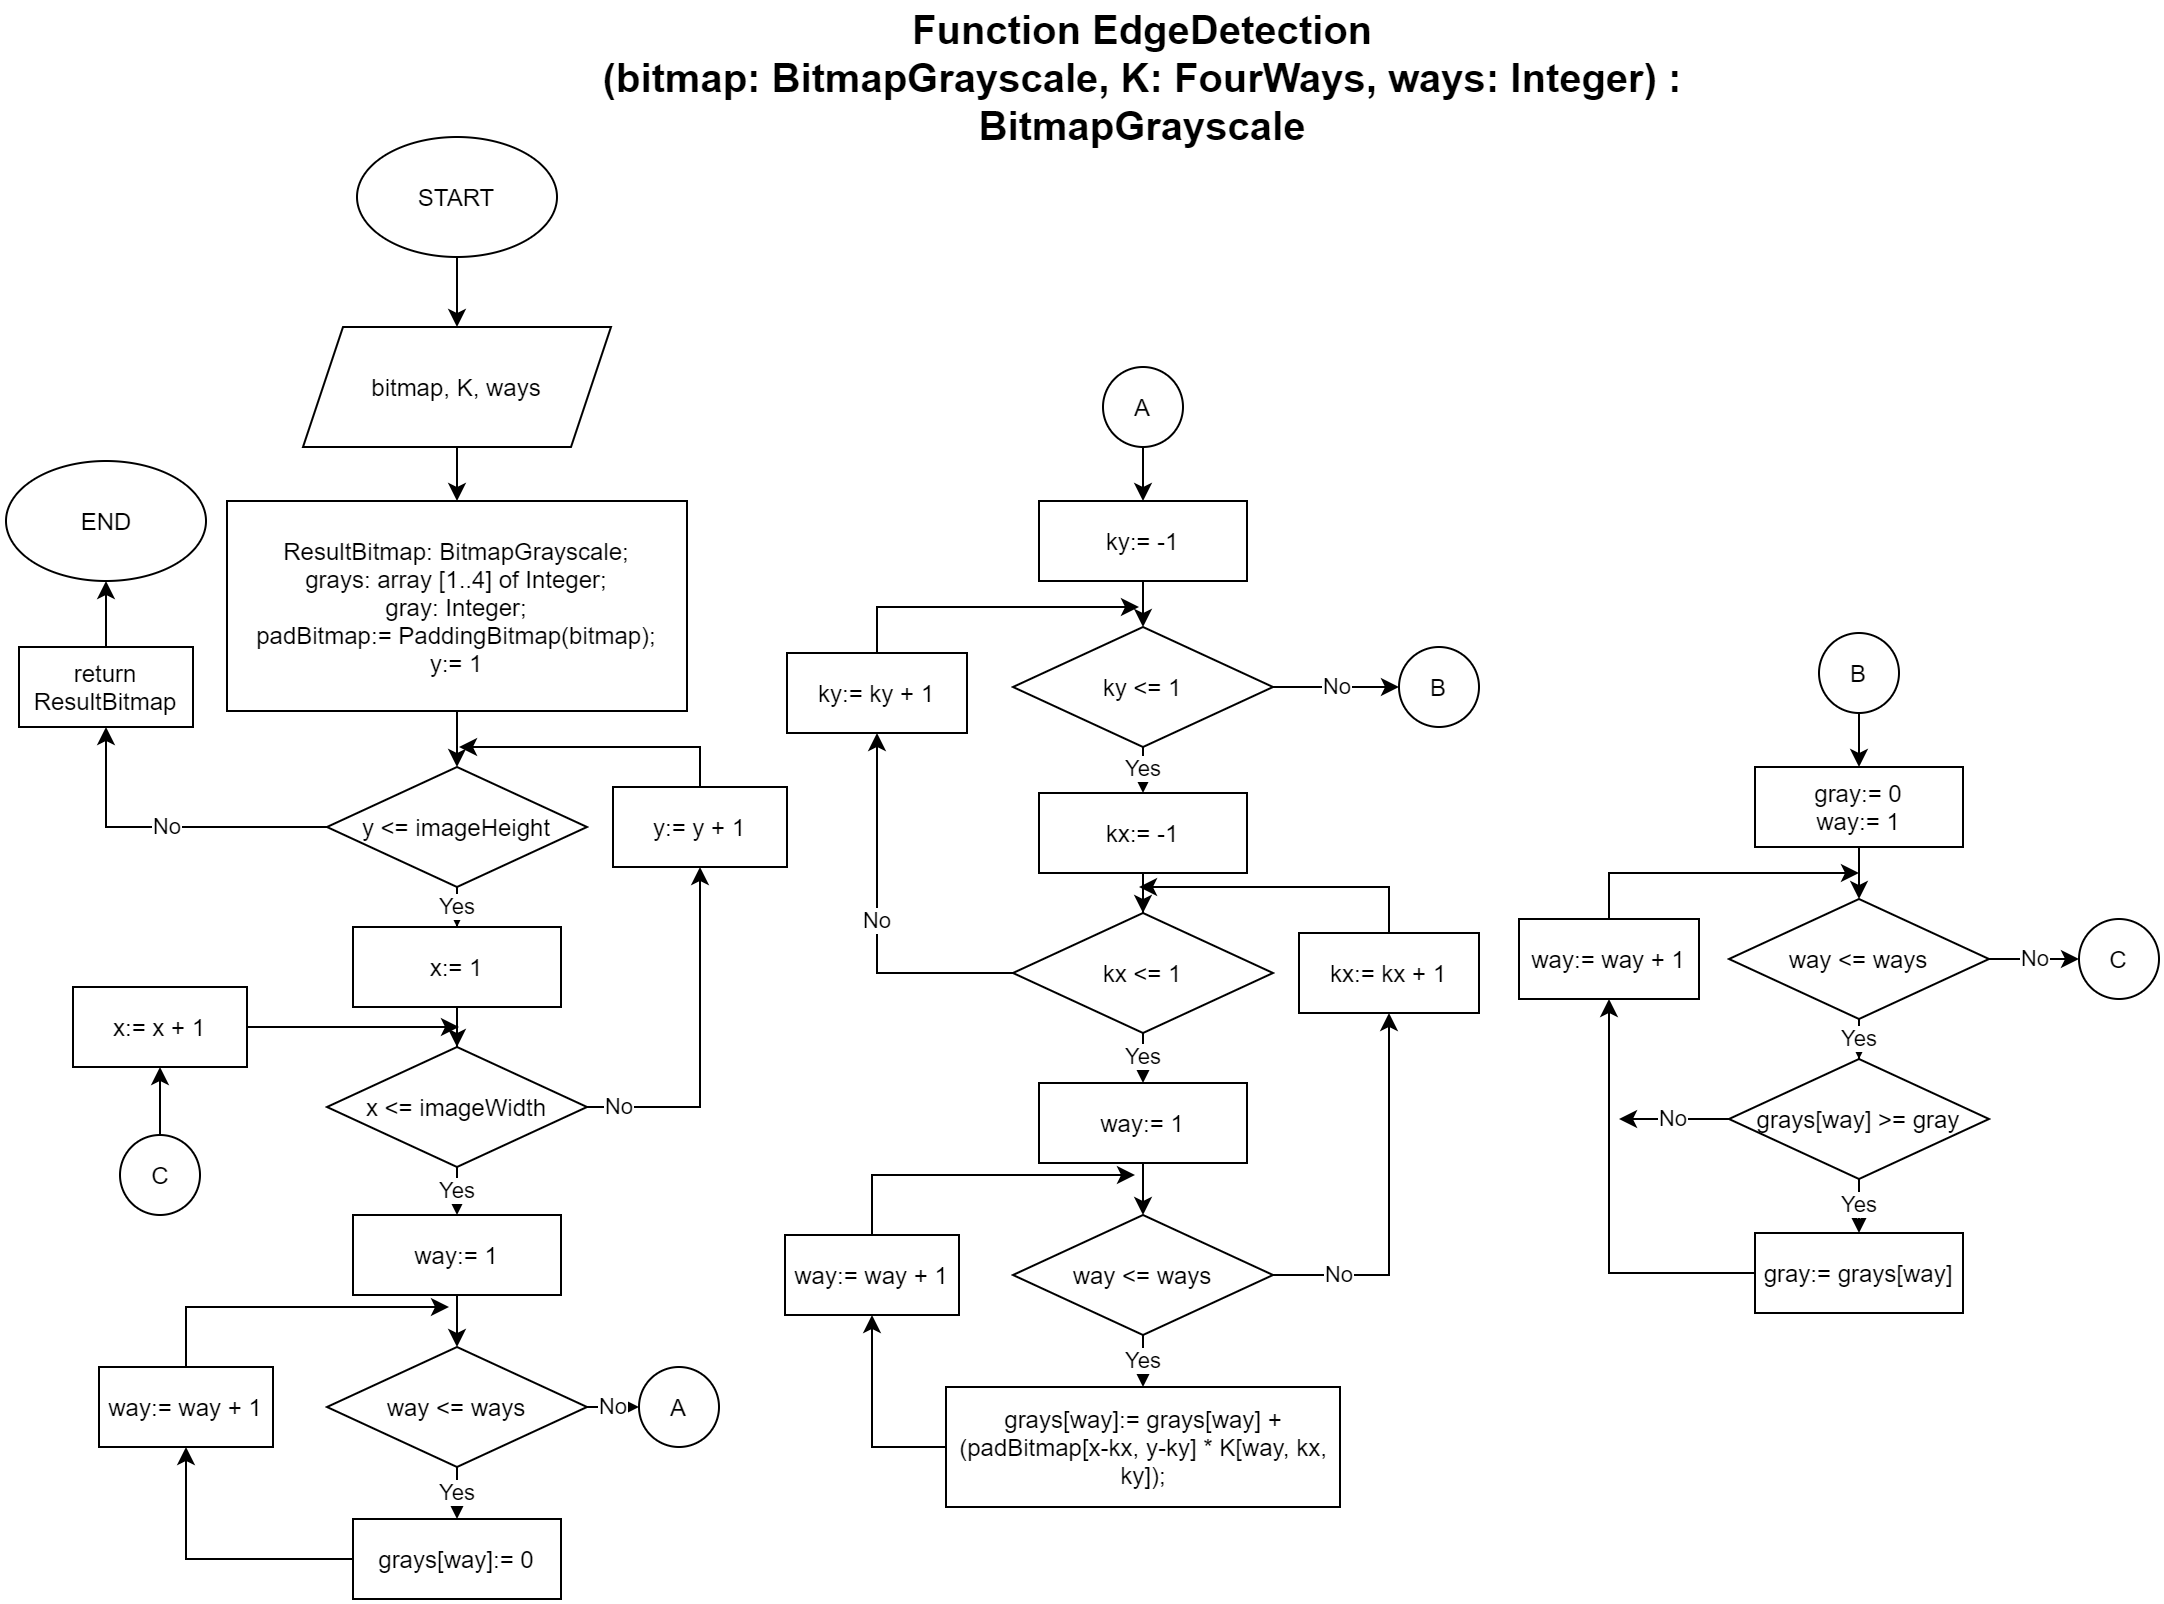 Function EdgeDetection
(bitmap: BitmapGrayscale, K: FourWays, ways: Integer) :
BitmapGrayscale
START
bitmap, K, ways
END
ResultBitmap: BitmapGrayscale;
grays: array [1..4] of Integer;
gray: Integer;
padBitmap:= PaddingBitmap(bitmap);
y:= 1
return
ResultBitmap
y <= imageHeight
No
y:= y + 1
Yes
x:= 1
x:= x + 1
x <= imageWidth
No
C
Yes
way:= 1
way:= way + 1
way <= ways
No
A
Yes
grays[way]:= 0
A
ky:= -1
ky:= ky + 1
ky <= 1
No
B
Yes
kx:= -1
No
kx <= 1
kx:= kx + 1
Yes
way:= 1
way:= way + 1
way <= ways
No
Yes
grays[way]:= grays[way] +
(padBitmap[x-kx, y-ky] * K[way, kx,
ky]);
B
gray:= 0
way:= 1
way:= way + 1
way <= ways
No
C
Yes
No
grays[way] >= gray
Yes
gray:= grays[way]